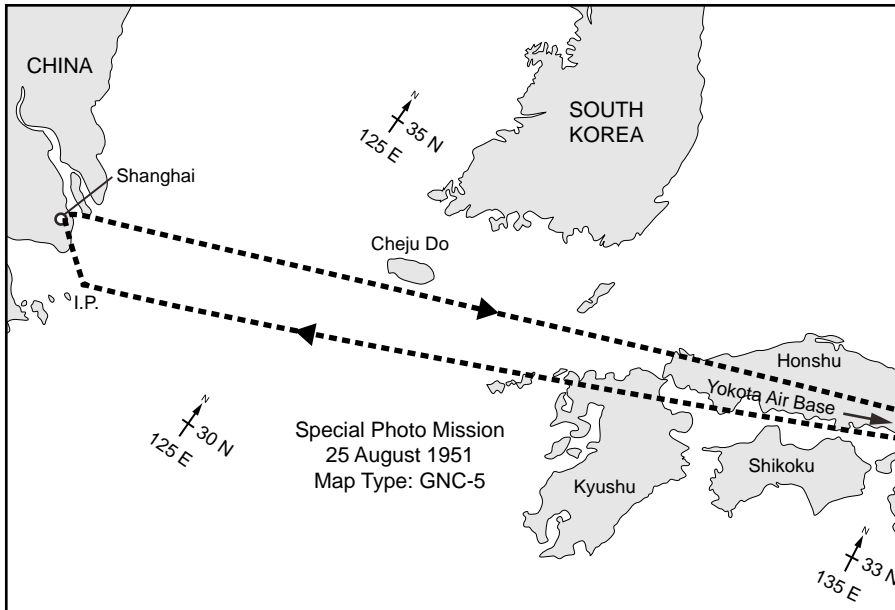 CHINA
Shanghai
N
35 N
125 E
SOUTH
KOREA
Cheju Do
I.P.
N
30 N
125 E
Special Photo Mission
25 August 1951
Map Type: GNC-5
Honshu
Yokota Air Base
Kyushu
Shikoku
N
33 N
135 E